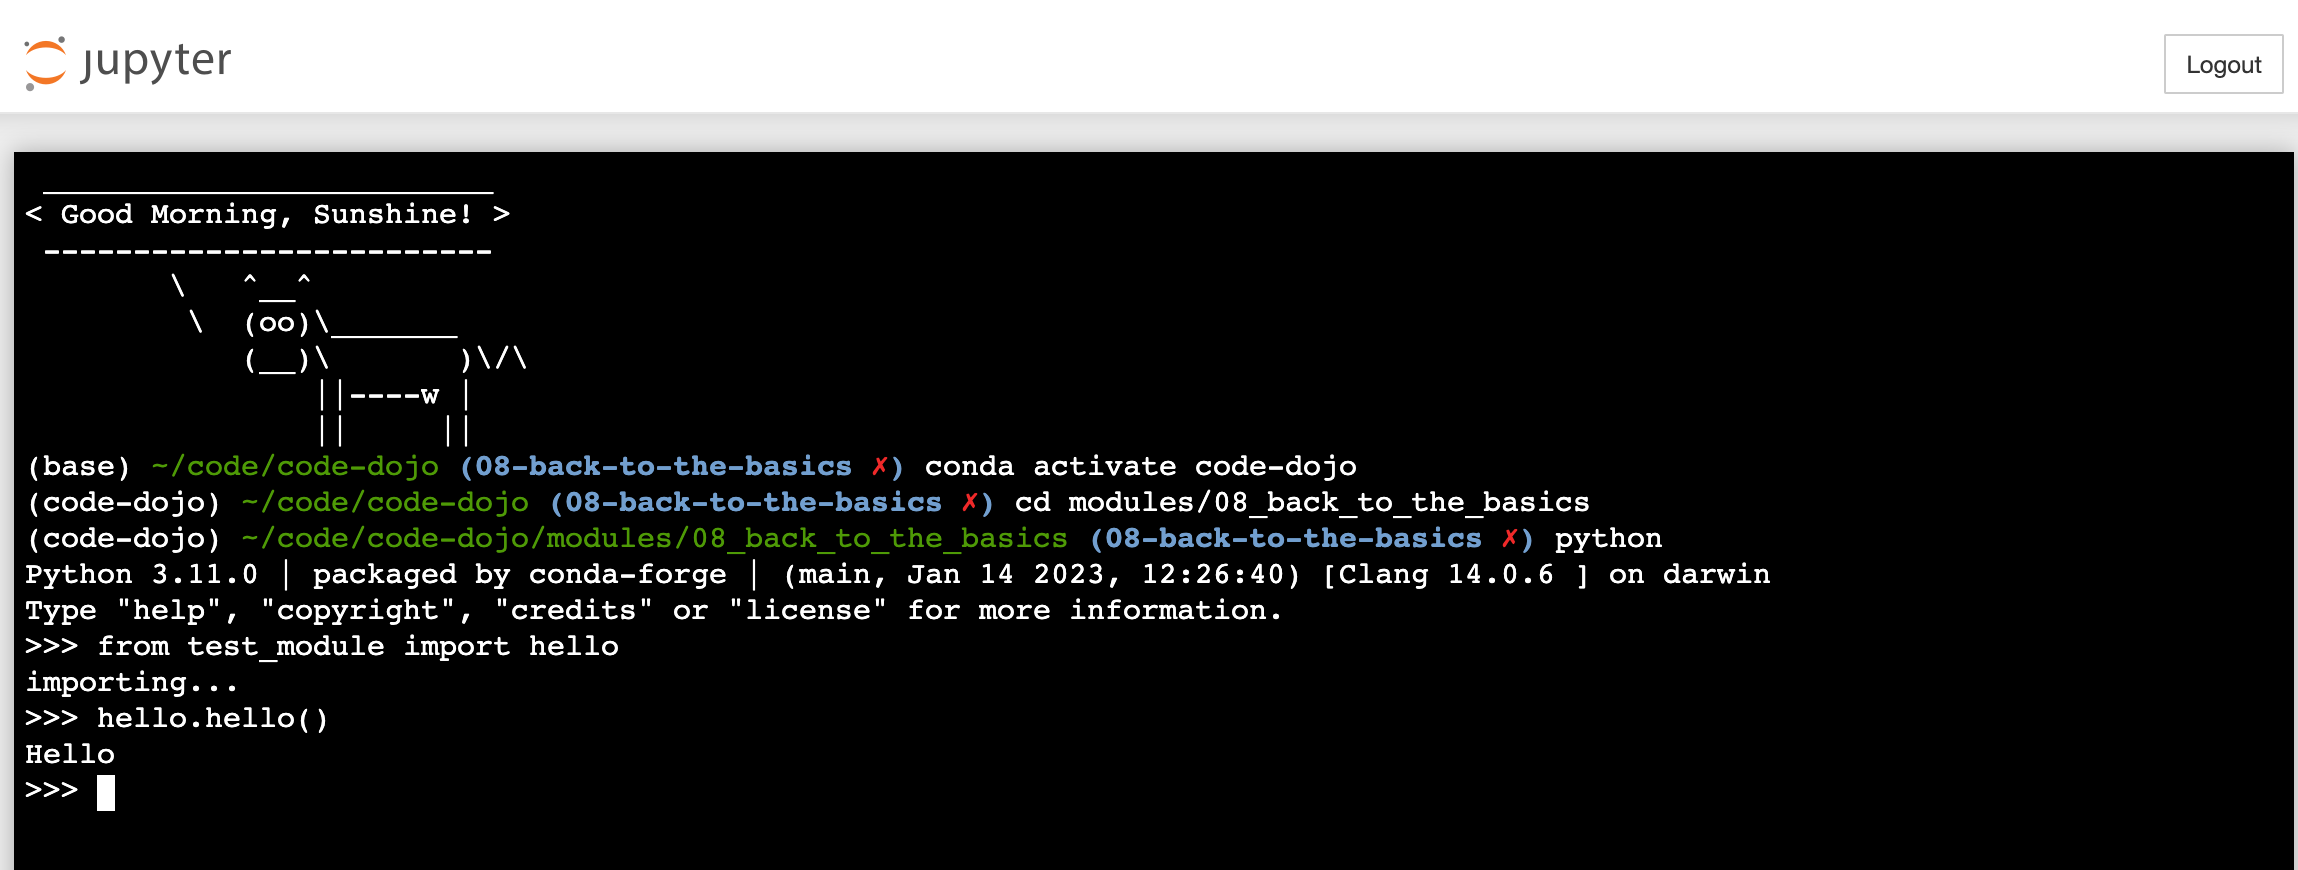 jupyter
Logout
 _________________________
< Good Morning, Sunshine! >
 -------------------------
        \   ^__^
         \  (oo)\_______
            (__)\       )\/\
                ||----w |
                ||     ||
(base) ~/code/code-dojo (08-back-to-the-basics ✗) conda activate code-dojo
(code-dojo) ~/code/code-dojo (08-back-to-the-basics ✗) cd modules/08_back_to_the_basics
(code-dojo) ~/code/code-dojo/modules/08_back_to_the_basics (08-back-to-the-basics ✗) python
Python 3.11.0 | packaged by conda-forge | (main, Jan 14 2023, 12:26:40) [Clang 14.0.6 ] on darwin
Type "help", "copyright", "credits" or "license" for more information.
>>> from test_module import hello
importing...
>>> hello.hello()
Hello
>>>